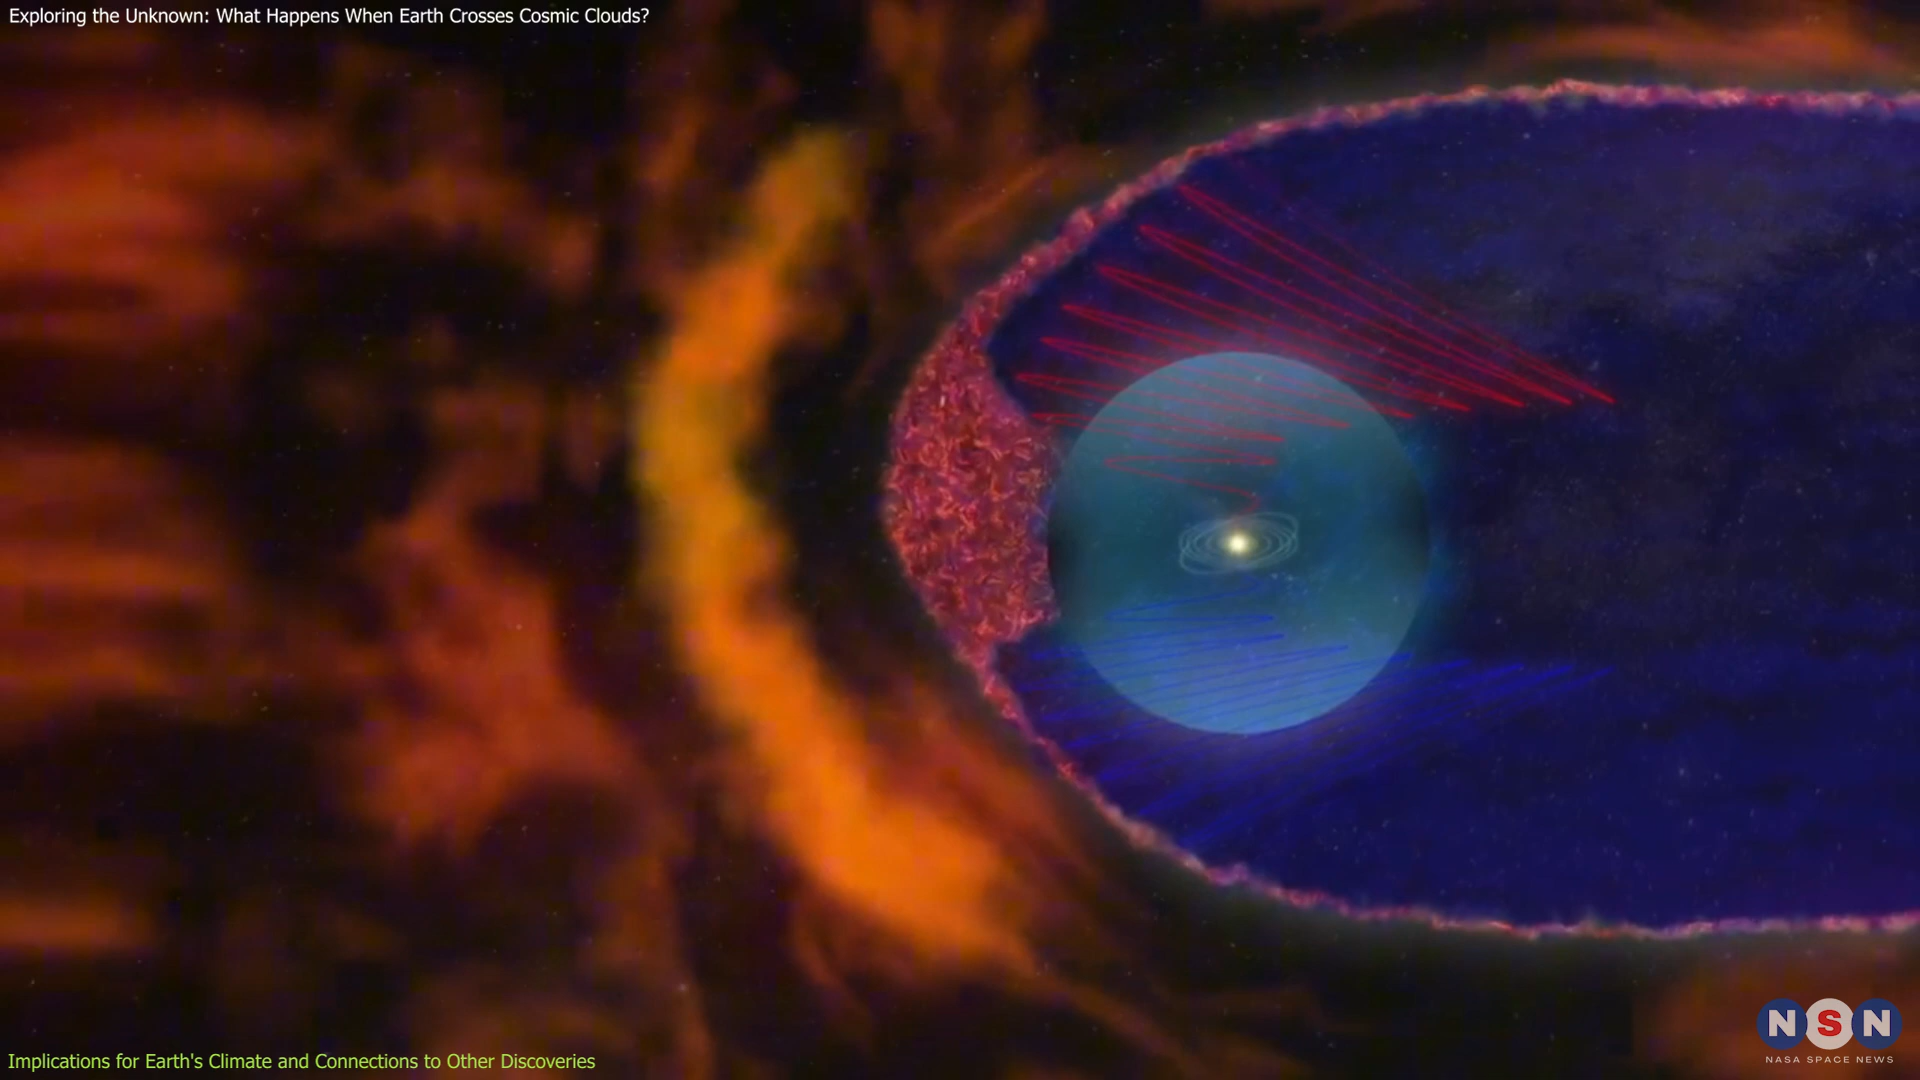 Exploring the Unknown: What Happens When Earth Crosses Cosmic Clouds?
Implications for Earth's Climate and Connections to Other Discoveries
NSN
NASA SPACE NEWS